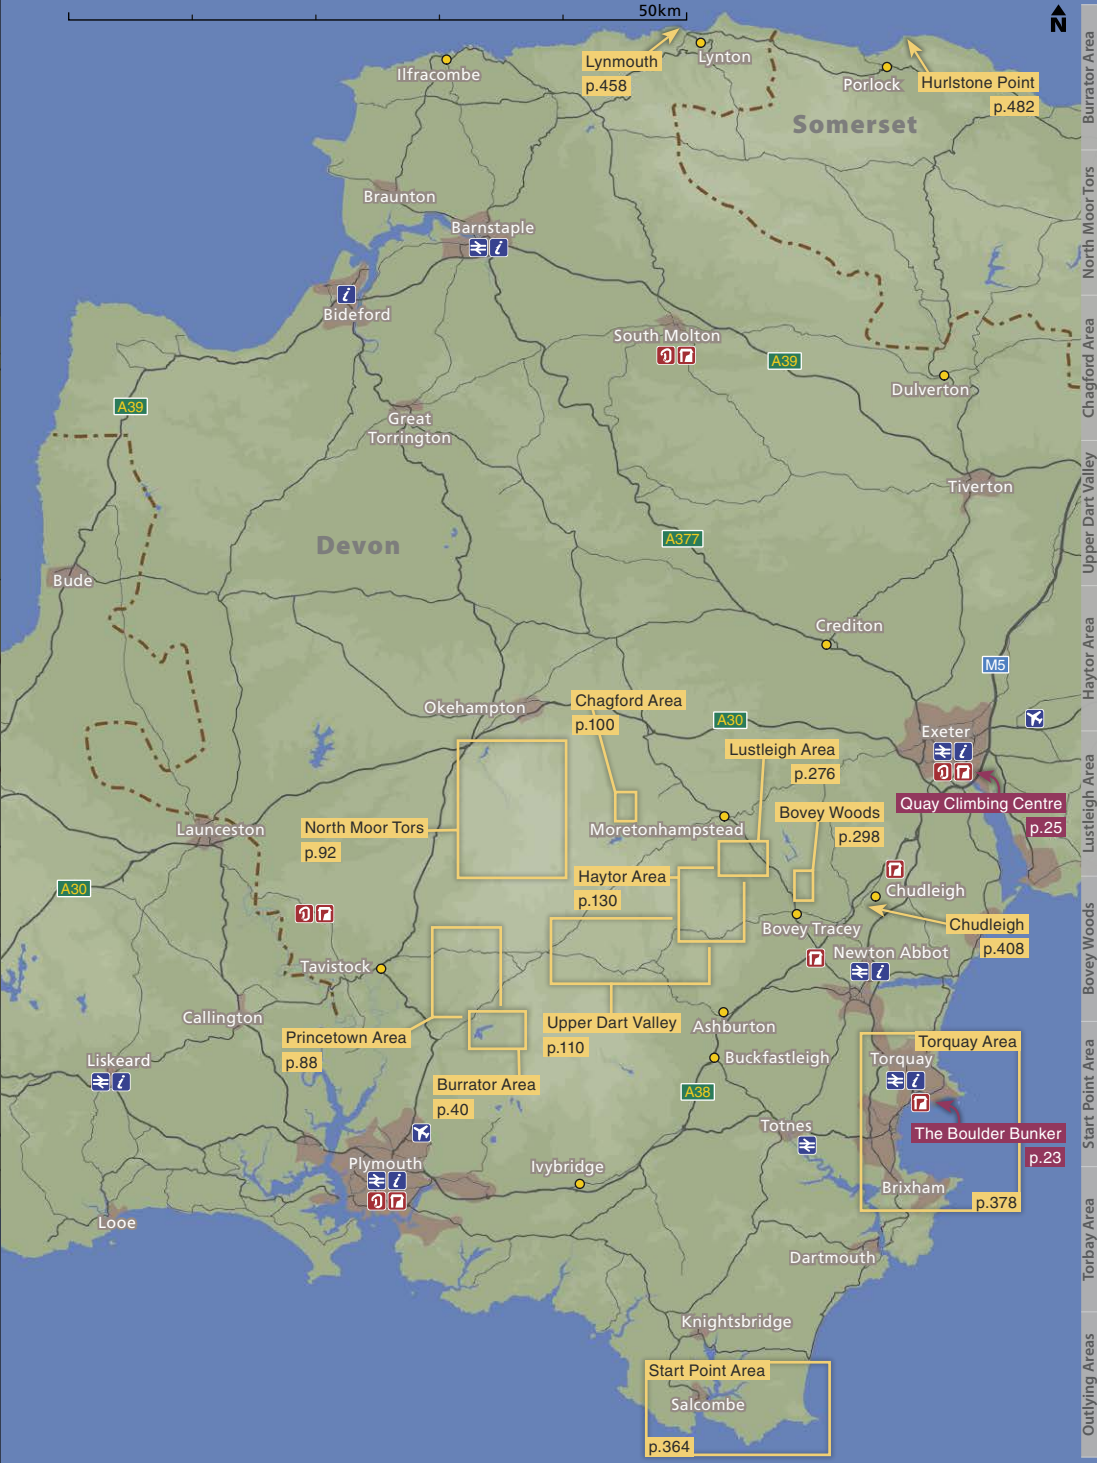 50km
N
Lynmouth
p.458
Lynton
Ilfracombe
Porlock
Hurlstone Point
p.482
Somerset
Braunton
Barnstaple
i
i
Bideford
South Molton
A39
Dulverton
A39
Great
Torrington
Tiverton
A377
Devon
Bude
Crediton
M5
Chagford Area
p.100
Okehampton
A30
Exeter
i
Lustleigh Area
p.276
Quay Climbing Centre
p.25
Bovey Woods
p.298
North Moor Tors
p.92
Launceston
Moretonhampstead
Haytor Area
p.130
A30
Chudleigh
Chudleigh
p.408
Bovey Tracey
Newton Abbot
i
Tavistock
Callington
Princetown Area
p.88
Upper Dart Valley
p.110
Ashburton
Liskeard
i
Buckfastleigh
Torquay Area
Torquay
i
Burrator Area
p.40
A38
Totnes
The Boulder Bunker
p.23
Plymouth
i
Ivybridge
Brixham
p.378
Looe
Dartmouth
Knightsbridge
Start Point Area
Salcombe
p.364
Burrator Area
North Moor Tors
Chagford Area
Upper Dart Valley
Haytor Area
Lustleigh Area
Bovey Woods
Start Point Area
Torbay Area
Outlying Areas